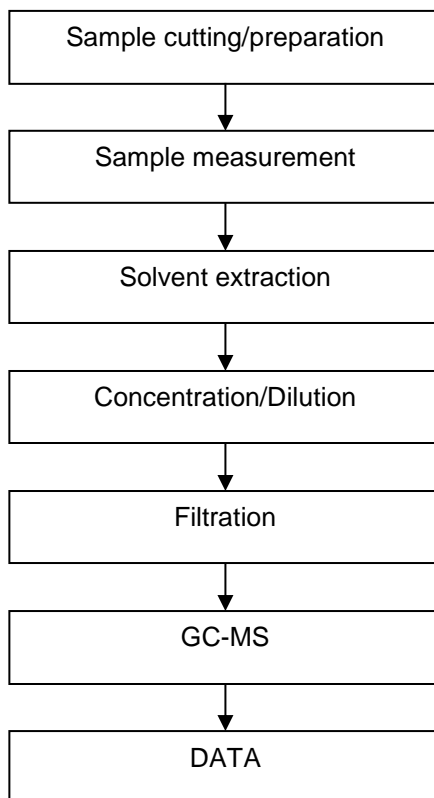 Sample cutting/preparation
Sample measurement
Solvent extraction
Concentration/Dilution
Filtration
GC-MS
DATA